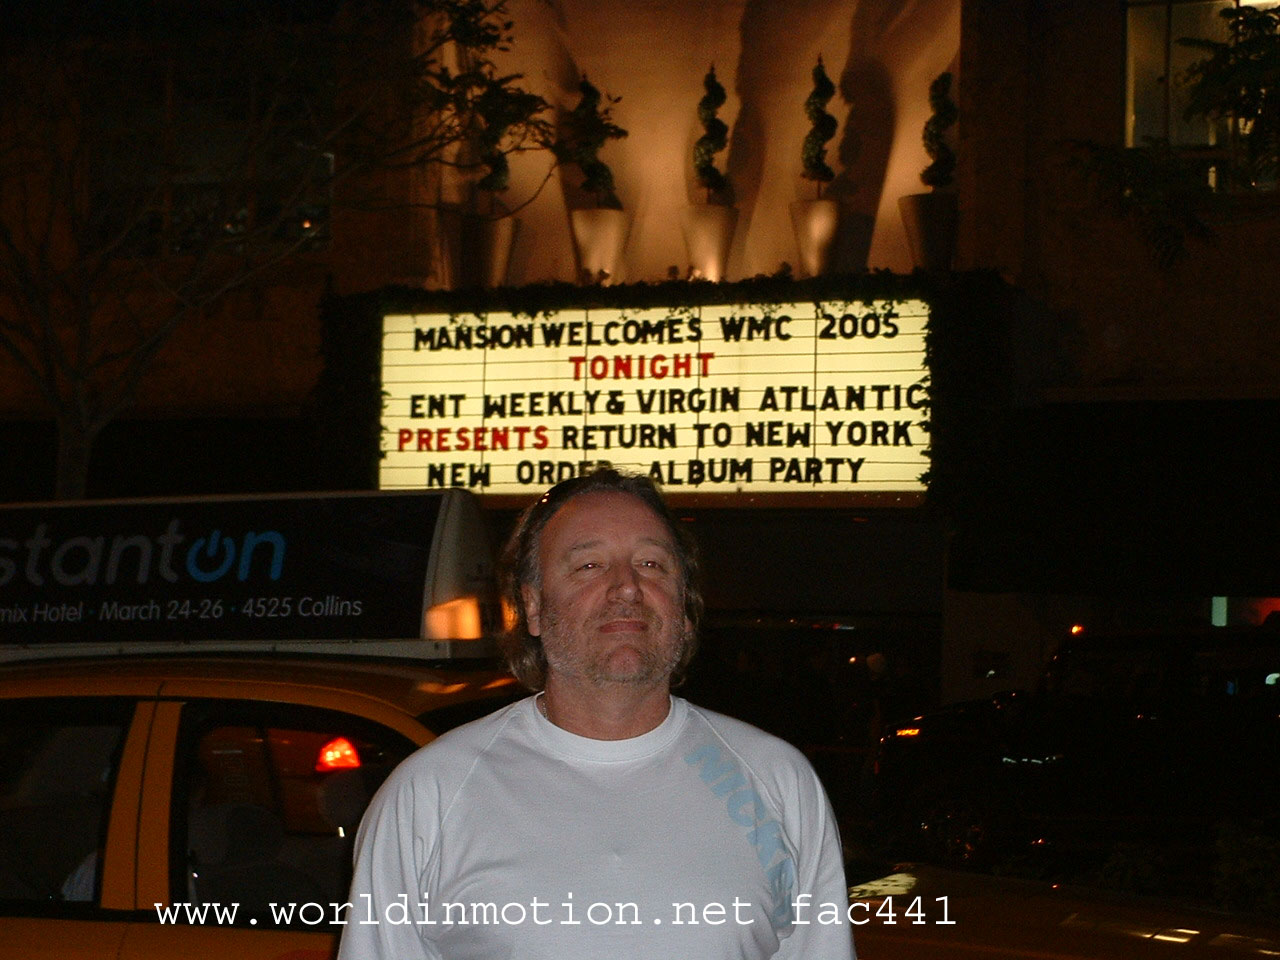 MANSION WELCOMES WMC 2005
TONIGHT
ENT WEEKLY & VIRGIN ATLANTIC
PRESENTS RETURN TO NEW YORK
NEW ORDER ALBUM PARTY
stanton
mix Hotel · March 24-26 · 4525 Collins
NICK
www.worldinmotion.net fac441